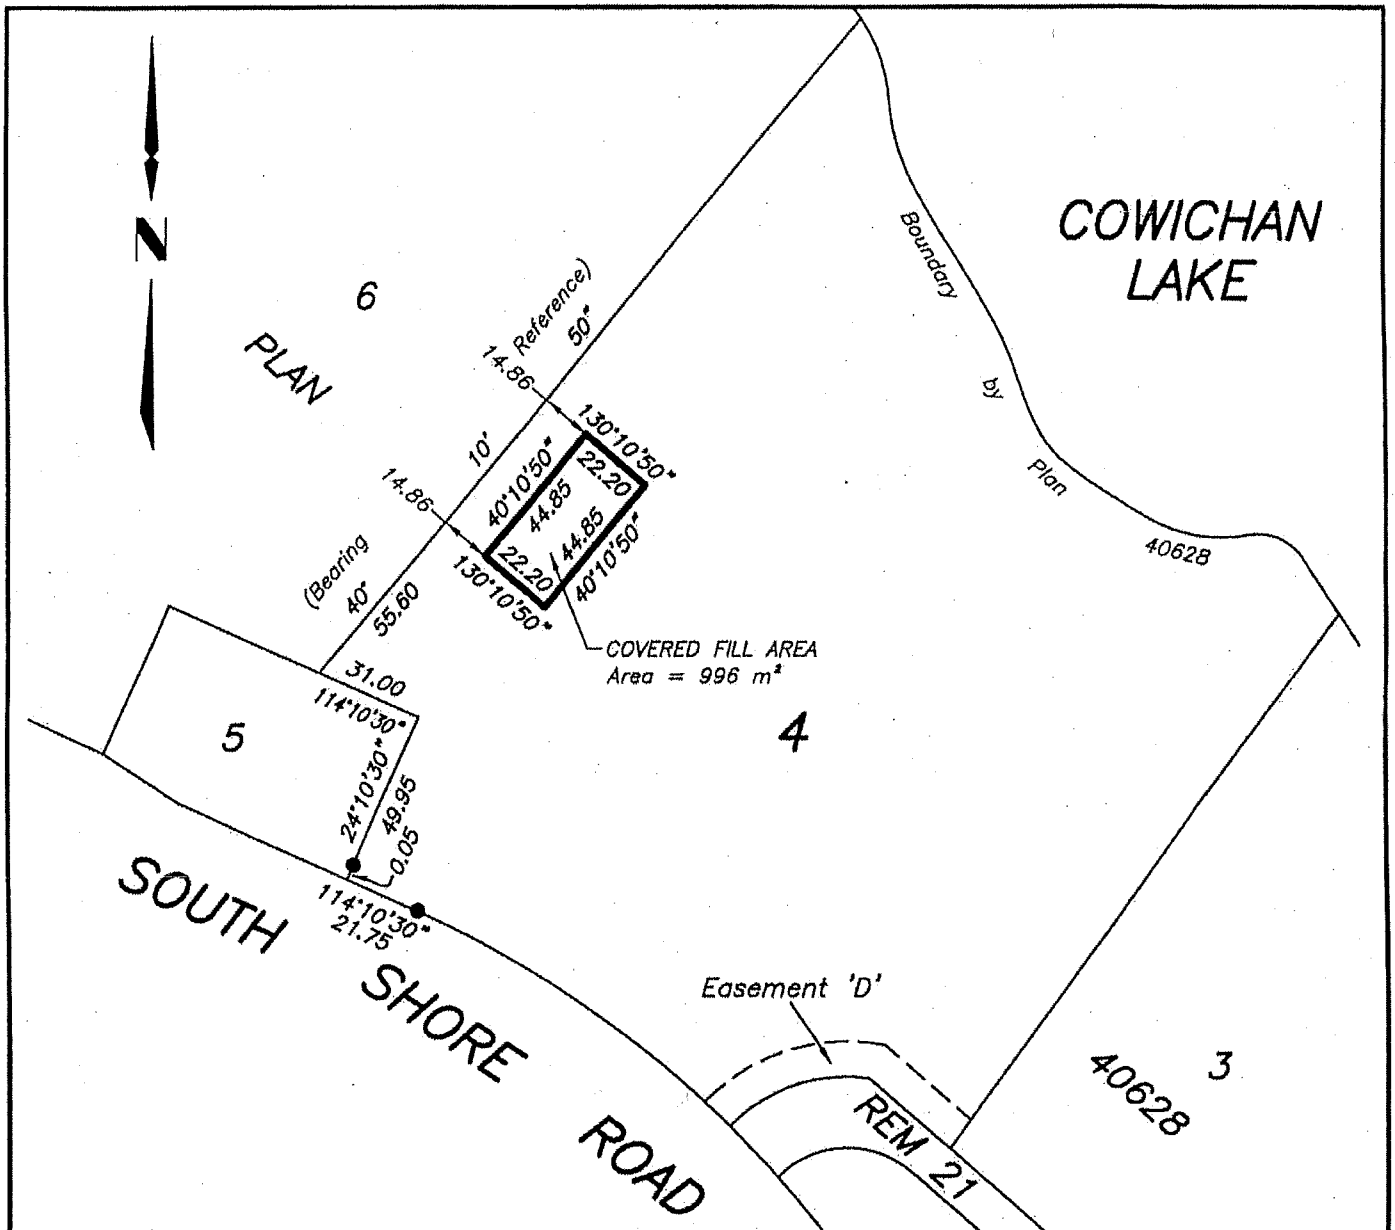 N
COWICHAN
LAKE
Boundary
by
Plan
40628
6
PLAN
(Bearing
Reference)
40°
10'
50"
14.86
14.86
130°10'50"
22.20
40°10'50"
44.85
44.85
40°10'50"
22.20
130°10'50"
55.60
COVERED FILL AREA
Area = 996 m²
31.00
114°10'30"
5
4
24°10'30"
49.95
0.05
114°10'30"
21.75
SOUTH
SHORE
ROAD
Easement 'D'
REM 21
3
40628